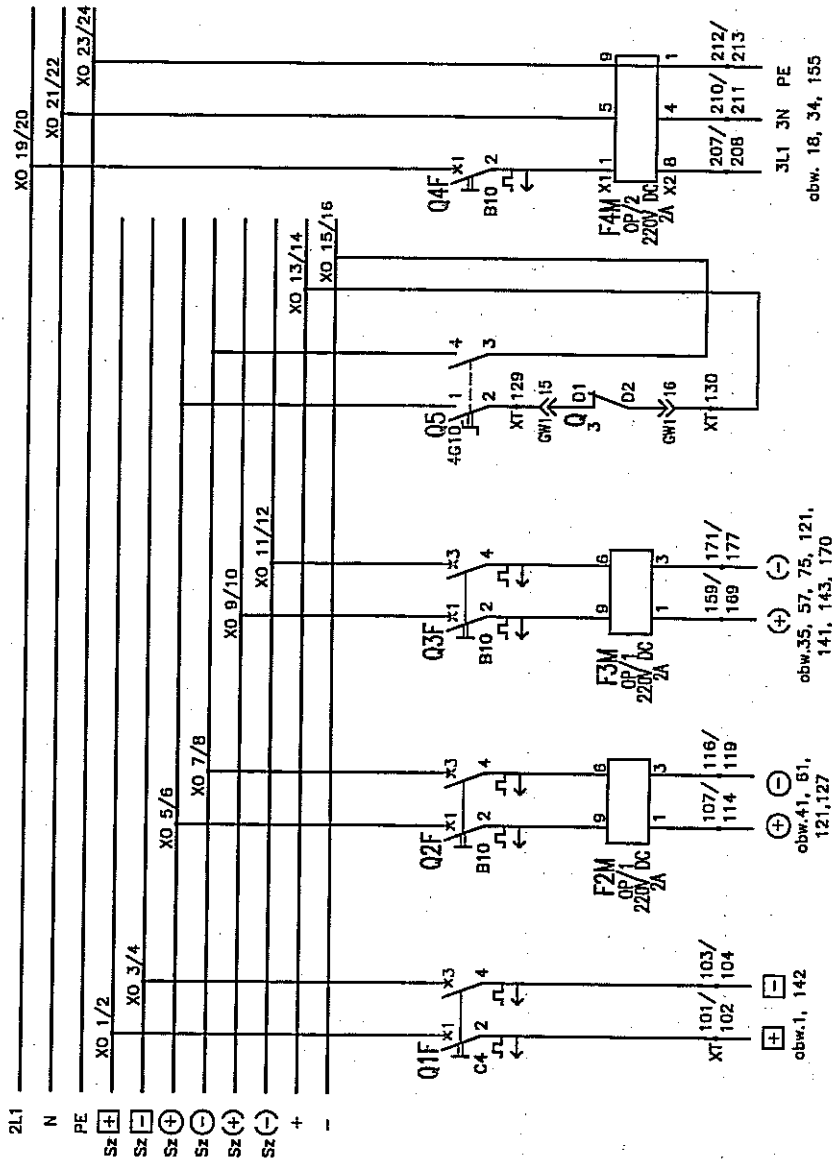 2L1
N
PE
Sz +
Sz -
Sz (+)
Sz (-)
Sz (+)
Sz (-)
+
-
XO 19/20
XO 21/22
XO 23/24
XO 1/2
XO 3/4
XO 5/6
XO 7/8
XO 9/10
XO 11/12
XO 13/14
XO 15/16
Q1F
C4
x1
2
x3
4
XT
101/
102
103/
104
+
-
obw.1, 142
Q2F
B10
x1
2
x3
4
F2M
OP/1
220V DC
2A
9
6
1
3
107/
114
116/
119
+
-
obw.41, 61,
121,127
Q3F
B10
x1
2
x3
4
F3M
OP/1
220V DC
2A
9
6
1
3
159/
169
171/
177
(+)
(-)
obw.35, 57, 75, 121,
141, 143, 170
Q5
4G10
1
2
4
3
XT 129
GW1 15
Q
3
D1
D2
GW1 16
XT 130
Q4F
B10
x1
2
F4M
OP/2
220V DC
2A
X1
1
5
9
X2
8
4
1
207/
208
210/
211
212/
213
3L1 3N PE
obw. 18, 34, 155